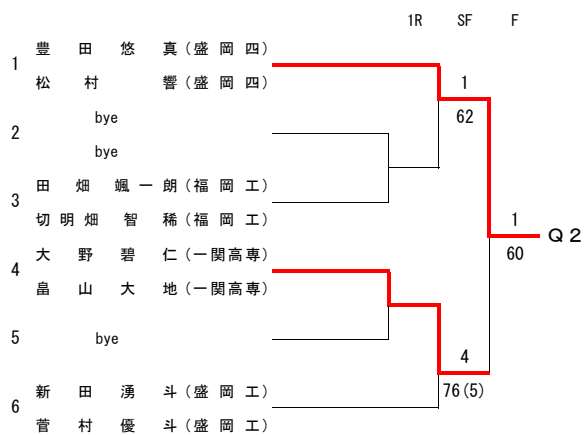 1R SF F
豊田悠真(盛岡四)
1
松村響(盛岡四)
1
62
bye
2
bye
田畑颯一朗(福岡工)
3
切明畑智稀(福岡工)
1
60
Q2
大野碧仁(一関高専)
4
畠山大地(一関高専)
5 bye
4
76(5)
新田湧斗(盛岡工)
6
菅村優斗(盛岡工)